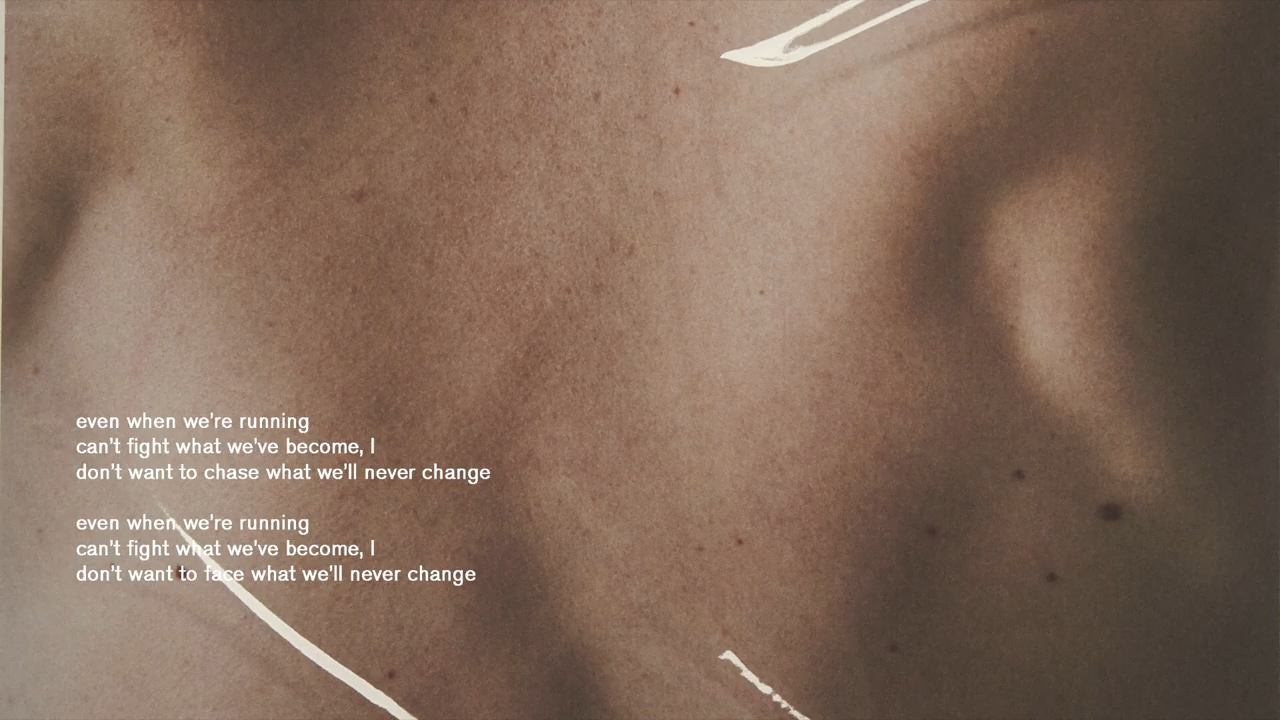 even when we're running
can't fight what we've become, I
don't want to chase what we'll never change
even when we're running
can't fight what we've become, I
don't want to face what we'll never change